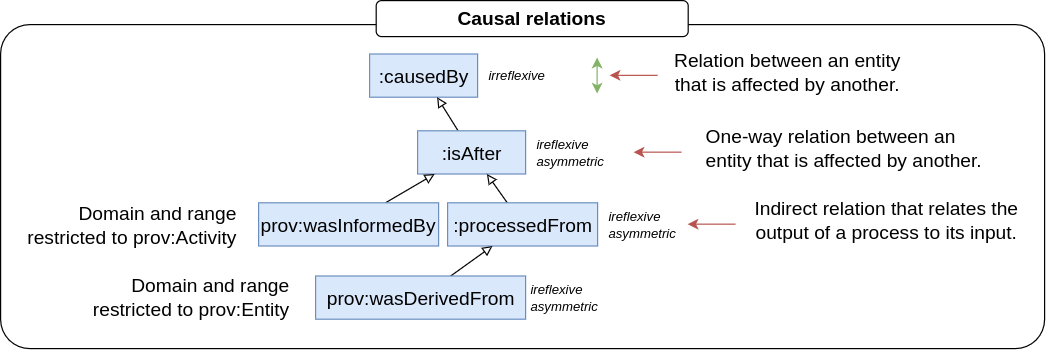 Causal relations
:causedBy
irreflexive
Relation between an entity
that is affected by another.
:isAfter
ireflexive
asymmetric
One-way relation between an
entity that is affected by another.
Domain and range
restricted to prov:Activity
prov:wasInformedBy
:processedFrom
ireflexive
asymmetric
Indirect relation that relates the
output of a process to its input.
Domain and range
restricted to prov:Entity
prov:wasDerivedFrom
ireflexive
asymmetric